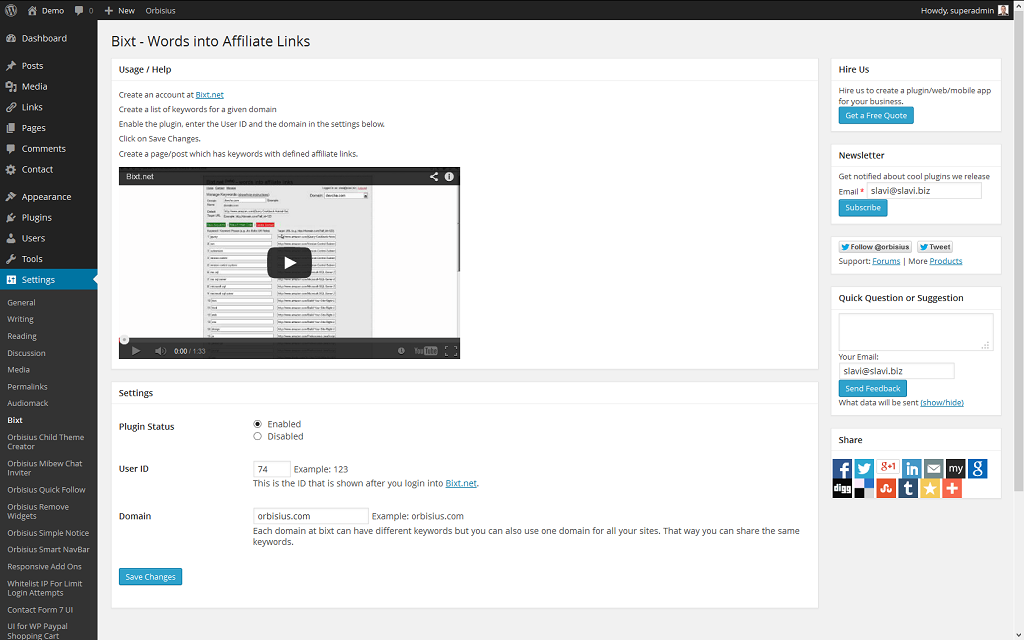 Demo 0 New Orbisius
Howdy, superadmin
Dashboard
Posts
Media
Links
Pages
Comments
Contact
Appearance
Plugins
Users
Tools
Settings
General
Writing
Reading
Discussion
Media
Permalinks
Audiomack
Bixt
Orbisius Child Theme
Creator
Orbisius Mibew Chat
Inviter
Orbisius Quick Follow
Orbisius Remove
Widgets
Orbisius Simple Notice
Orbisius Smart NavBar
Responsive Add Ons
Whitelist IP For Limit
Login Attempts
Contact Form 7 UI
UI for WP Paypal
Shopping Cart
Bixt - Words into Affiliate Links
Usage / Help
Create an account at Bixt.net
Create a list of keywords for a given domain
Enable the plugin, enter the User ID and the domain in the settings below.
Click on Save Changes.
Create a page/post which has keywords with defined affiliate links.
Bixt.net
0:00 / 1:33
YouTube
Settings
Plugin Status
Enabled
Disabled
User ID
74 Example: 123
This is the ID that is shown after you login into Bixt.net.
Domain
orbisius.com Example: orbisius.com
Each domain at bixt can have different keywords but you can also use one domain for all your sites. That way you can share the same
keywords.
Save Changes
Hire Us
Hire us to create a plugin/web/mobile app
for your business.
Get a Free Quote
Newsletter
Get notified about cool plugins we release
Email * slavi@slavi.biz
Subscribe
Follow @orbisius Tweet
Support: Forums | More Products
Quick Question or Suggestion
Your Email:
slavi@slavi.biz
Send Feedback
What data will be sent (show/hide)
Share
g+1 in my g
digg t